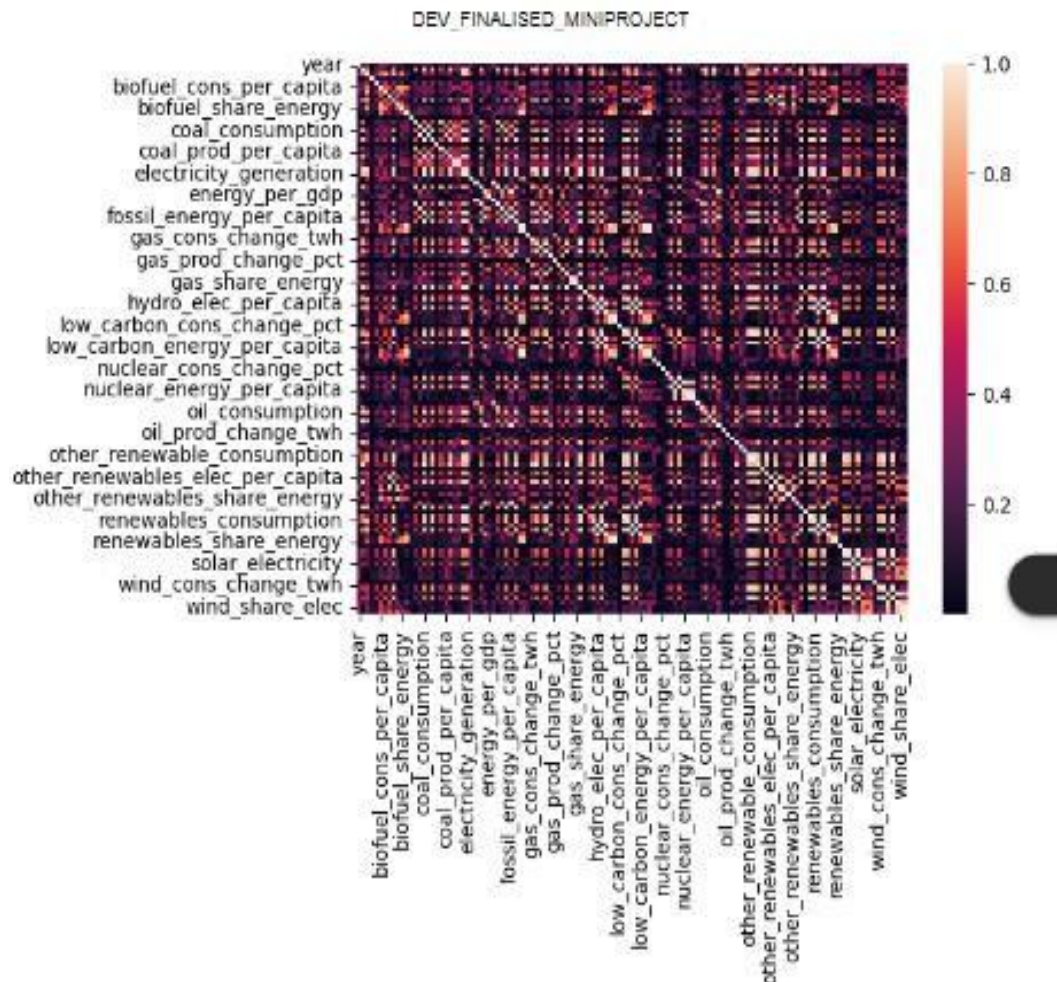 DEV_FINALISED_MINIPROJECT
year
biofuel_cons_per_capita
biofuel_share_energy
coal_consumption
coal_prod_per_capita
electricity_generation
energy_per_gdp
fossil_energy_per_capita
gas_cons_change_twh
gas_prod_change_pct
gas_share_energy
hydro_elec_per_capita
low_carbon_cons_change_pct
low_carbon_energy_per_capita
nuclear_cons_change_pct
nuclear_energy_per_capita
oil_consumption
oil_prod_change_twh
other_renewable_consumption
other_renewables_elec_per_capita
other_renewables_share_energy
renewables_consumption
renewables_share_energy
solar_electricity
wind_cons_change_twh
wind_share_elec
1.0
0.8
0.6
0.4
0.2
year
biofuel_cons_per_capita
biofuel_share_energy
coal_consumption
coal_prod_per_capita
electricity_generation
energy_per_gdp
fossil_energy_per_capita
gas_cons_change_twh
gas_prod_change_pct
gas_share_energy
hydro_elec_per_capita
low_carbon_cons_change_pct
low_carbon_energy_per_capita
nuclear_cons_change_pct
nuclear_energy_per_capita
oil_consumption
oil_prod_change_twh
other_renewable_consumption
other_renewables_elec_per_capita
other_renewables_share_energy
renewables_consumption
renewables_share_energy
solar_electricity
wind_cons_change_twh
wind_share_elec